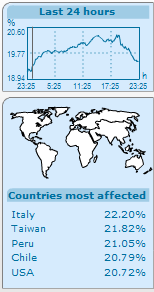 Last 24 hours
%
20.60
19.77
18.94
23:25 5:25 11:25 17:25 23:25
h
Countries most affected
Italy 22.20%
Taiwan 21.82%
Peru 21.05%
Chile 20.79%
USA 20.72%